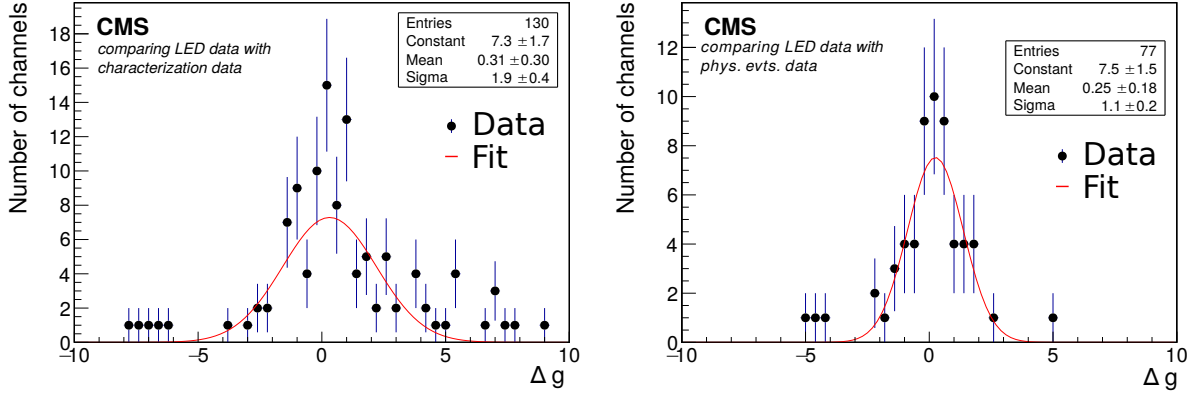 CMS
comparing LED data with
characterization data
Entries 130
Constant 7.3 ±1.7
Mean 0.31 ±0.30
Sigma 1.9 ±0.4
Data
Fit
Number of channels
18
16
14
12
10
8
6
4
2
0
−10 −5 0 5 10
Δ g
CMS
comparing LED data with
phys. evts. data
Entries 77
Constant 7.5 ±1.5
Mean 0.25 ±0.18
Sigma 1.1 ±0.2
Data
Fit
Number of channels
12
10
8
6
4
2
0
−10 −5 0 5 10
Δ g